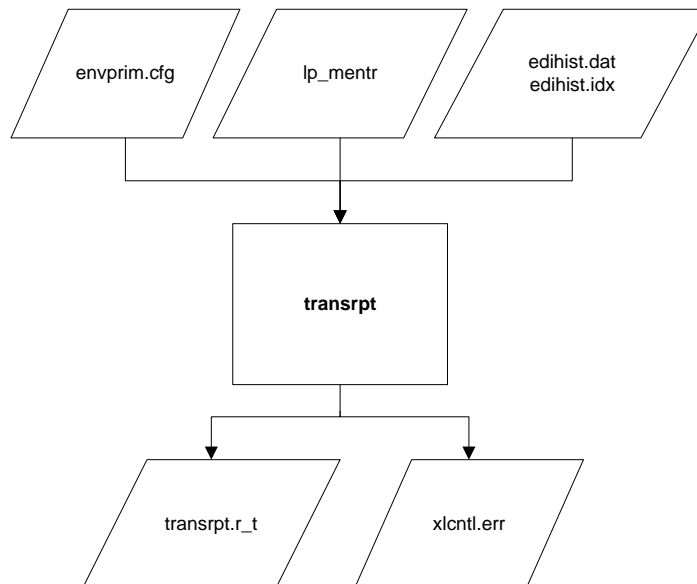 envprim.cfg
lp_mentr
edihist.dat
edihist.idx
transrpt
transrpt.r_t
xlcntl.err